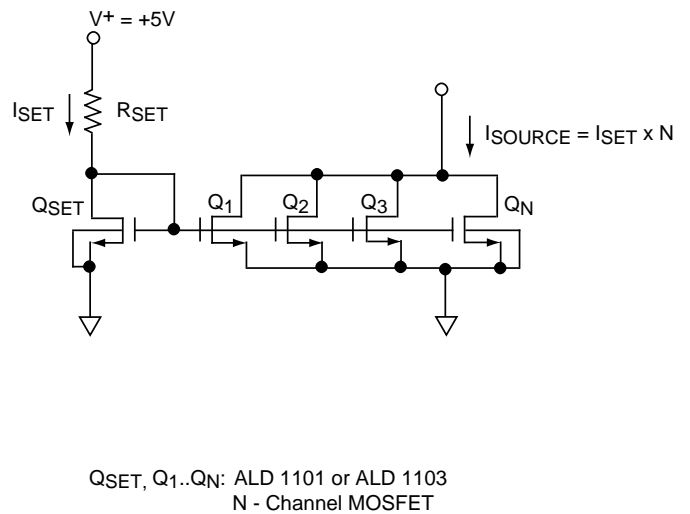 V+ = +5V
ISET
RSET
ISOURCE = ISET x N
QSET
Q1
Q2
Q3
QN
QSET, Q1..QN: ALD 1101 or ALD 1103
N - Channel MOSFET